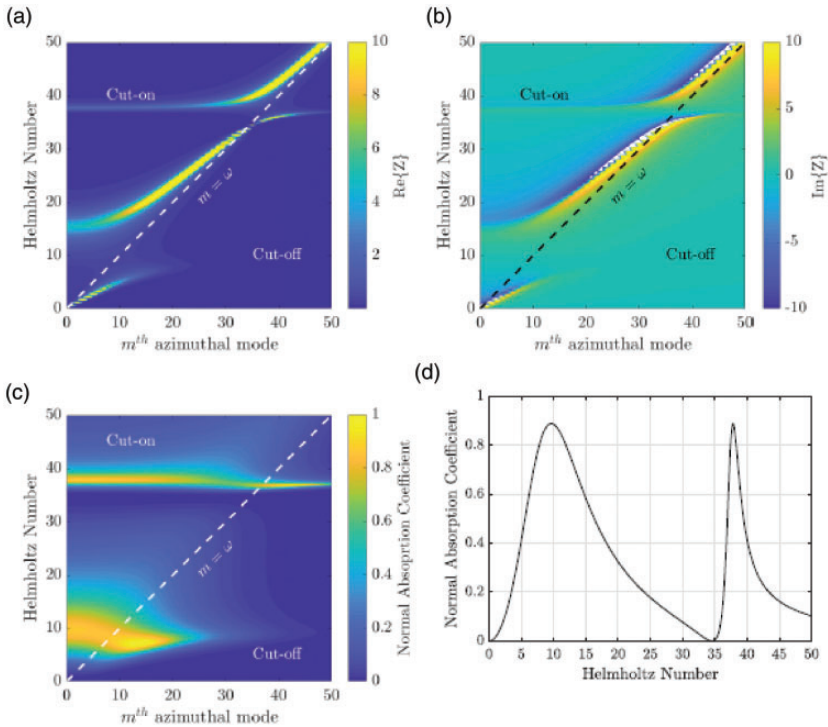 (a)
50
40
30
20
10
0
0 10 20 30 40 50
Helmholtz Number
mth azimuthal mode
Cut-on
m = ω
Cut-off
10
8
6
4
2
Re{Z}
(b)
50
40
30
20
10
0
0 10 20 30 40 50
Helmholtz Number
mth azimuthal mode
Cut-on
m = ω
Cut-off
10
5
0
-5
-10
Im{Z}
(c)
50
40
30
20
10
0
0 10 20 30 40 50
Helmholtz Number
mth azimuthal mode
Cut-on
m = ω
Cut-off
1
0.8
0.6
0.4
0.2
0
Normal Absoprtion Coefficient
(d)
1
0.8
0.6
0.4
0.2
0
0 5 10 15 20 25 30 35 40 45 50
Normal Absorption Coefficient
Helmholtz Number